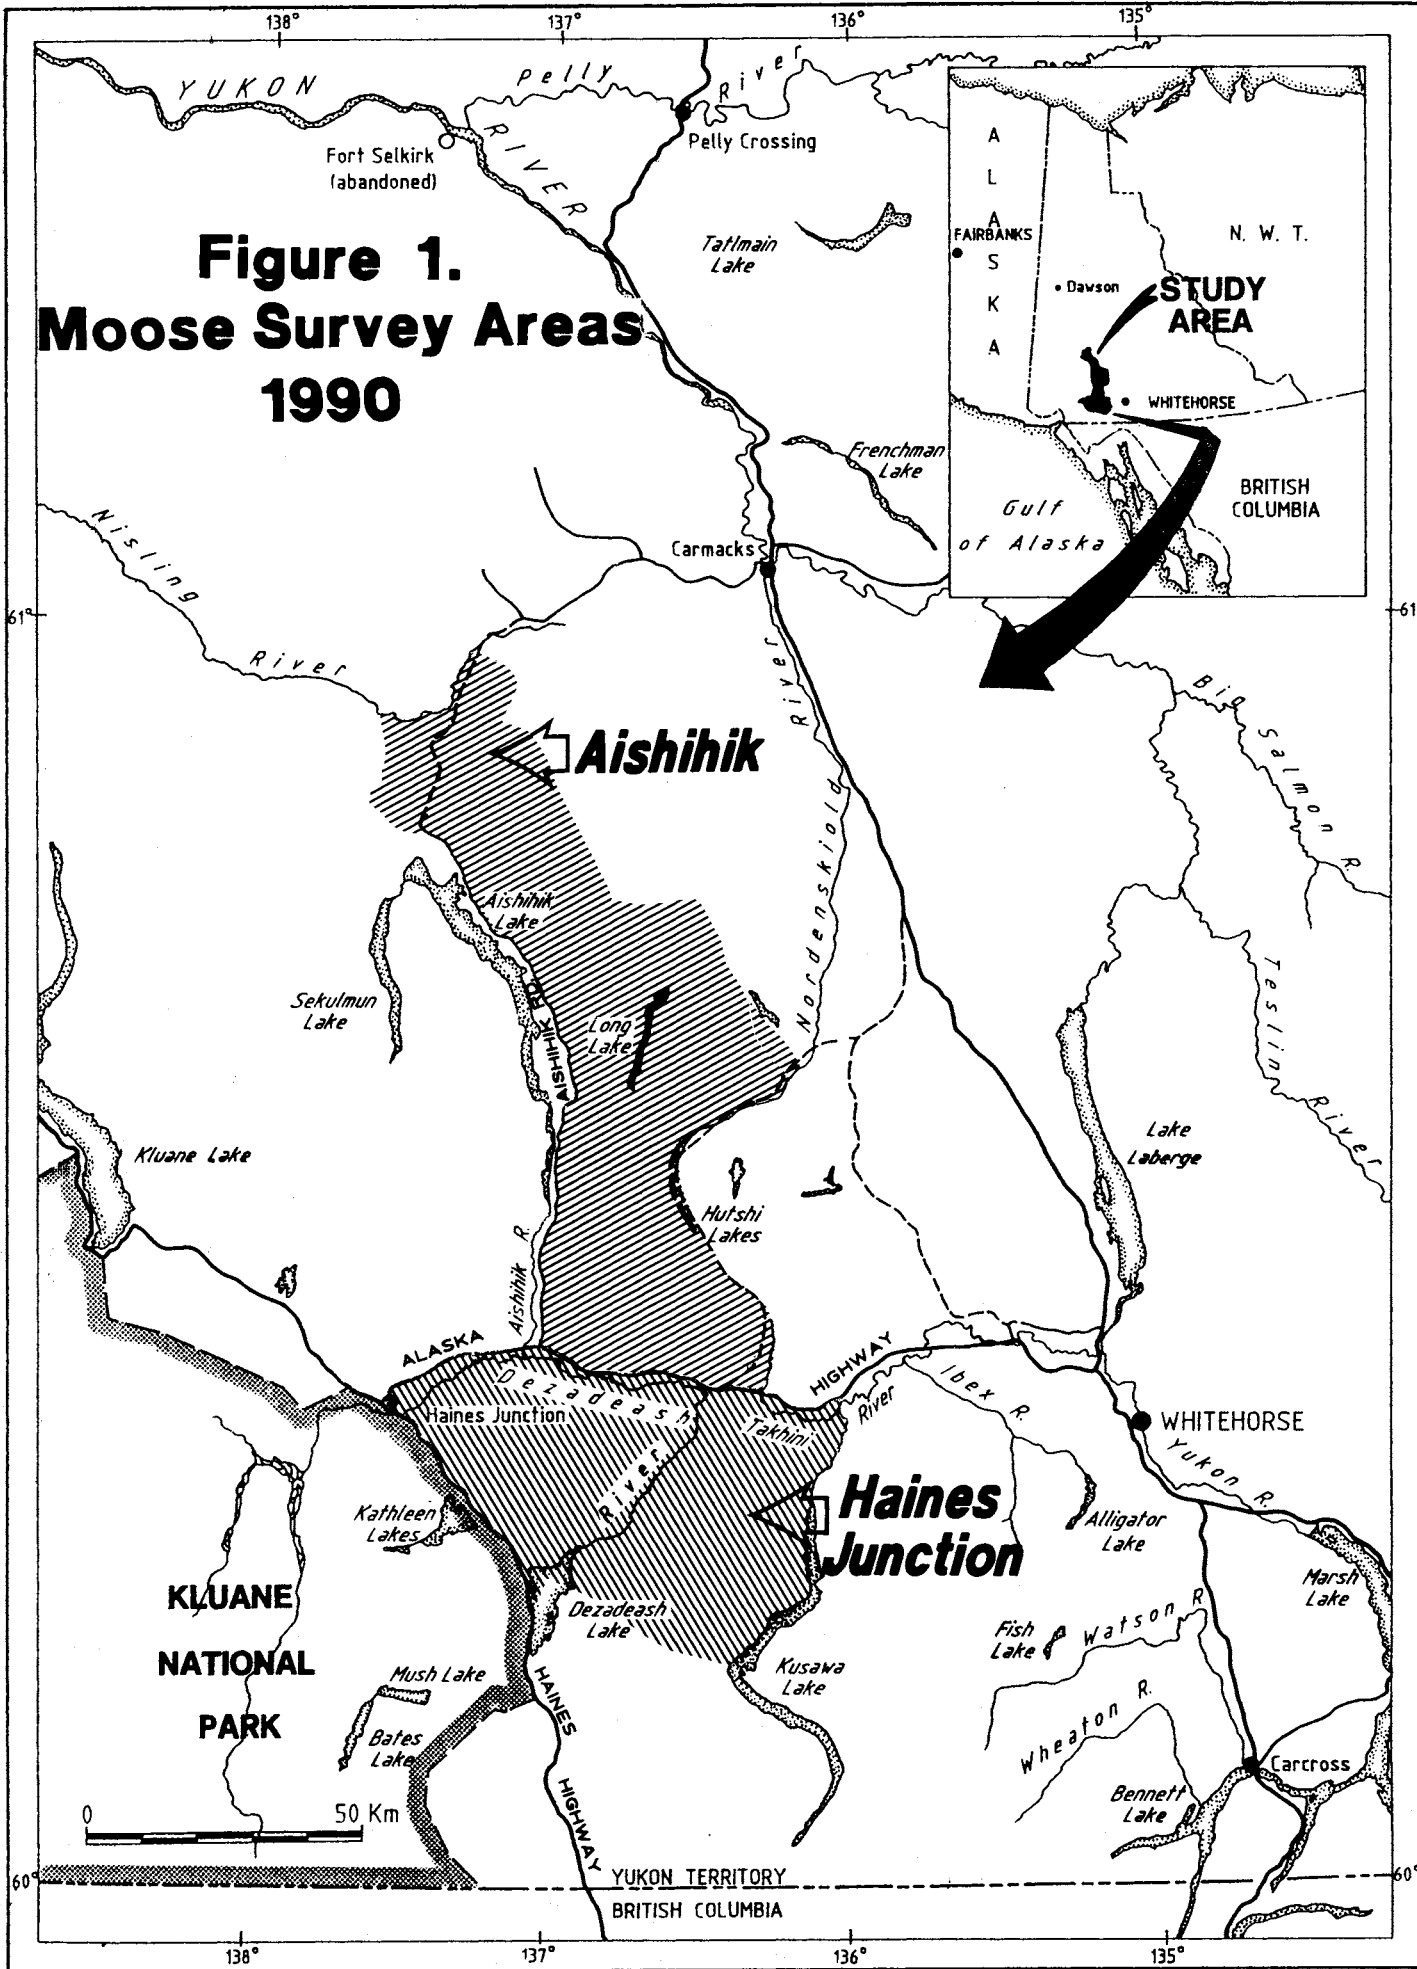 138°
137°
136°
135°
YUKON
RIVER
Pelly
River
Fort Selkirk
(abandoned)
Pelly Crossing
Figure 1.
Moose Survey Areas
1990
Tatlmain
Lake
ALASKA
FAIRBANKS
Dawson
N. W. T.
STUDY
AREA
WHITEHORSE
BRITISH
COLUMBIA
Gulf
of Alaska
Frenchman
Lake
Nisling
River
Carmacks
61°
61°
Nordenskiold
River
Big Salmon R.
Aishihik
Aishihik
Lake
AISHIHIK RD.
Sekulmun
Lake
Long
Lake
Teslin River
Kluane Lake
Lake
Laberge
Hutshi
Lakes
Aishihik R.
ALASKA
HIGHWAY
Dezadeash
River
Haines Junction
Takhini
River
Ibex R.
WHITEHORSE
Yukon R.
Kathleen
Lakes
Haines
Junction
Alligator
Lake
KLUANE
NATIONAL
PARK
Dezadeash
Lake
Marsh
Lake
Fish
Lake
Watson R
Mush Lake
Kusawa
Lake
HAINES
HIGHWAY
Bates
Lake
Wheaton R.
Carcross
Bennett
Lake
0
50 Km
60°
60°
YUKON TERRITORY
BRITISH COLUMBIA
138°
137°
136°
135°